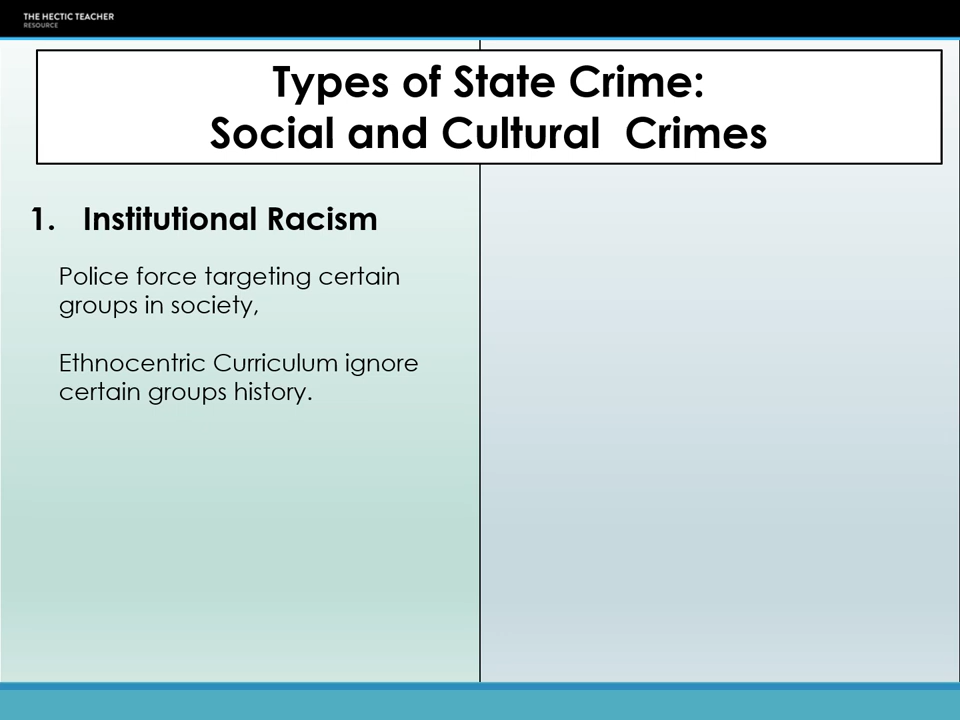 THE HECTIC TEACHER
RESOURCE
Types of State Crime:
Social and Cultural  Crimes
1. Institutional Racism
Police force targeting certain
groups in society,
Ethnocentric Curriculum ignore
certain groups history.